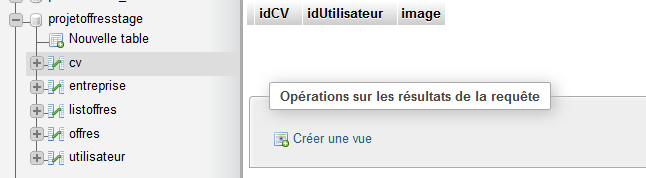 projetoffresstage
Nouvelle table
cv
entreprise
listoffres
offres
utilisateur
idCV idUtilisateur image
Opérations sur les résultats de la requête
Créer une vue